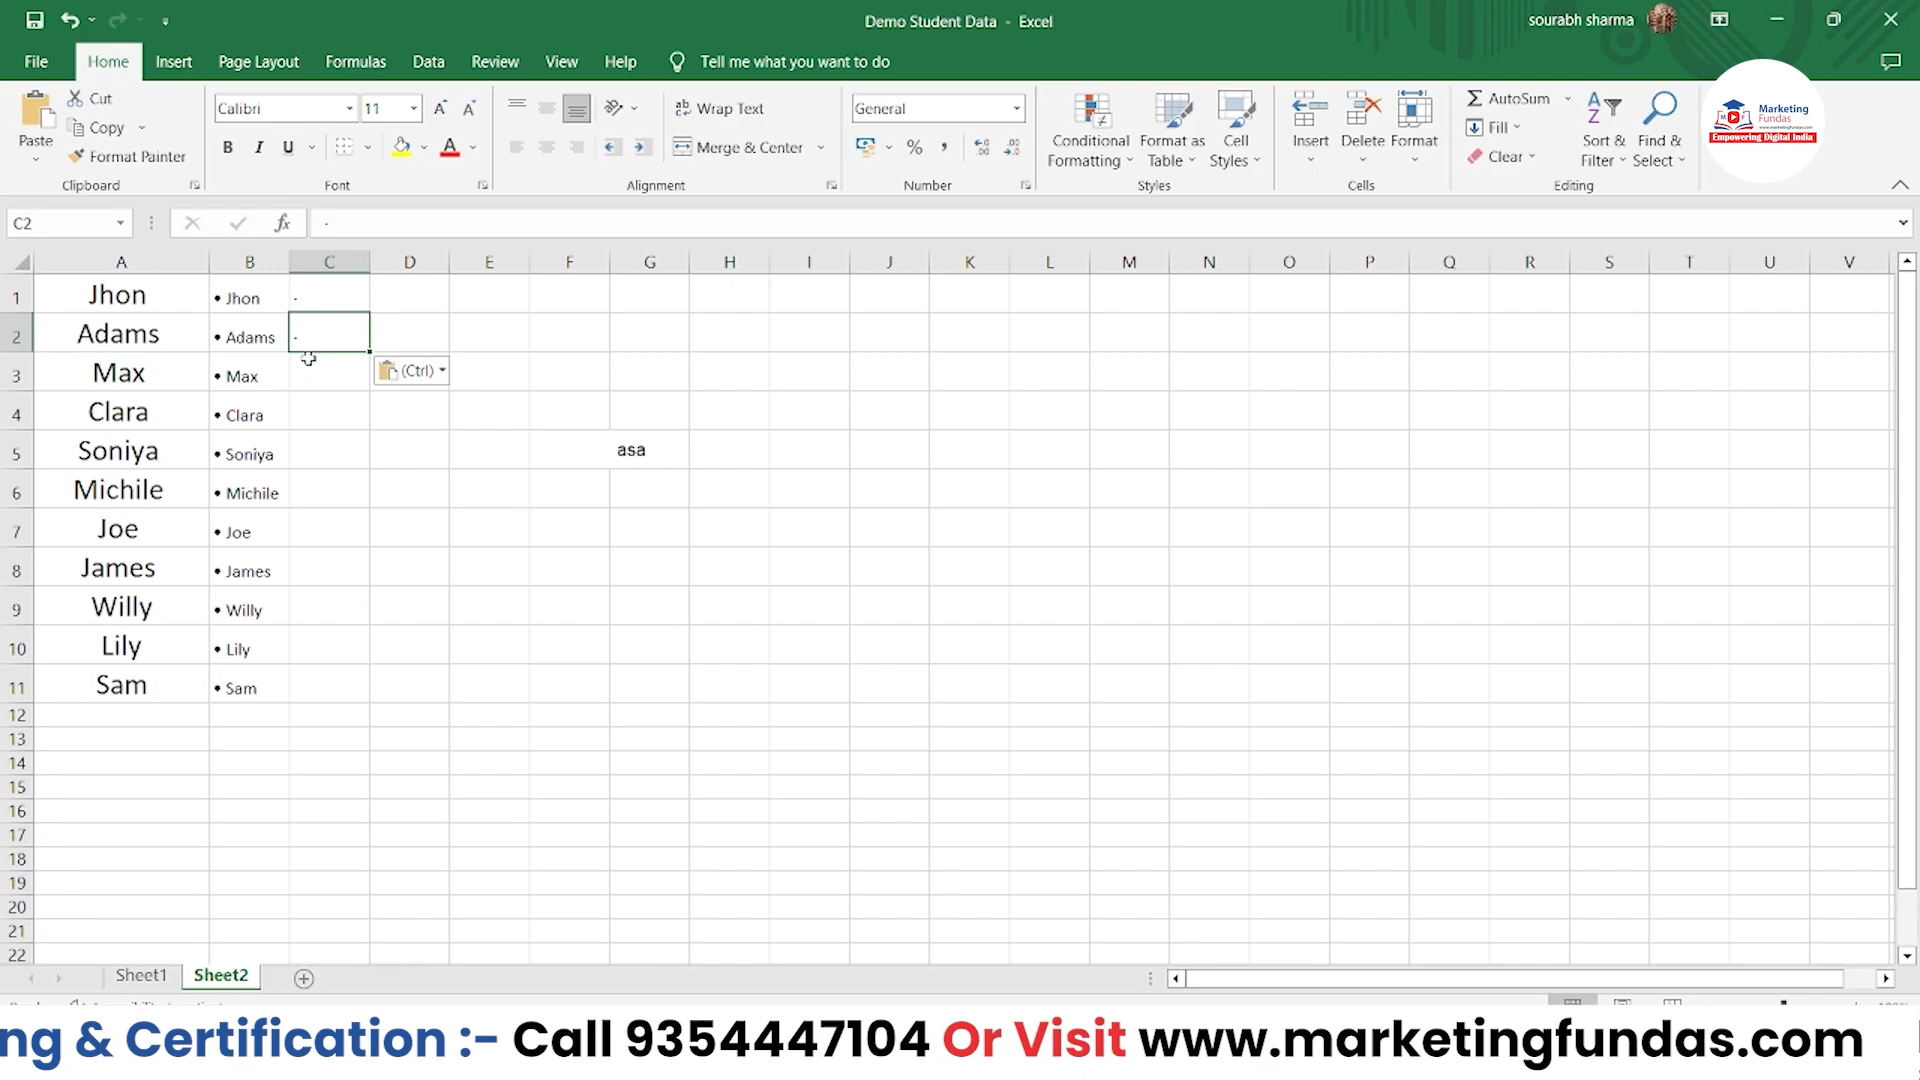 Demo Student Data - Excel
sourabh sharma
File Home Insert Page Layout Formulas Data Review View Help Tell me what you want to do
Marketing
Fundas
www.marketingfundas.com
Empowering Digital India
Paste
Cut
Copy
Format Painter
Clipboard
Calibri 11
B I U
Font
Wrap Text
Merge & Center
Alignment
General
% ,
Number
Conditional Formatting
Format as Table
Cell Styles
Styles
Insert Delete Format
Cells
AutoSum
Fill
Clear
Sort & Filter
Find & Select
Editing
C2 fx ·
A B C D E F G H I J K L M N O P Q R S T U V
1 Jhon • Jhon ·
2 Adams • Adams ·
(Ctrl)
3 Max • Max
4 Clara • Clara
5 Soniya • Soniya asa
6 Michile • Michile
7 Joe • Joe
8 James • James
9 Willy • Willy
10 Lily • Lily
11 Sam • Sam
12
13
14
15
16
17
18
19
20
21
22
Sheet1 Sheet2
ng & Certification :- Call 9354447104 Or Visit www.marketingfundas.com